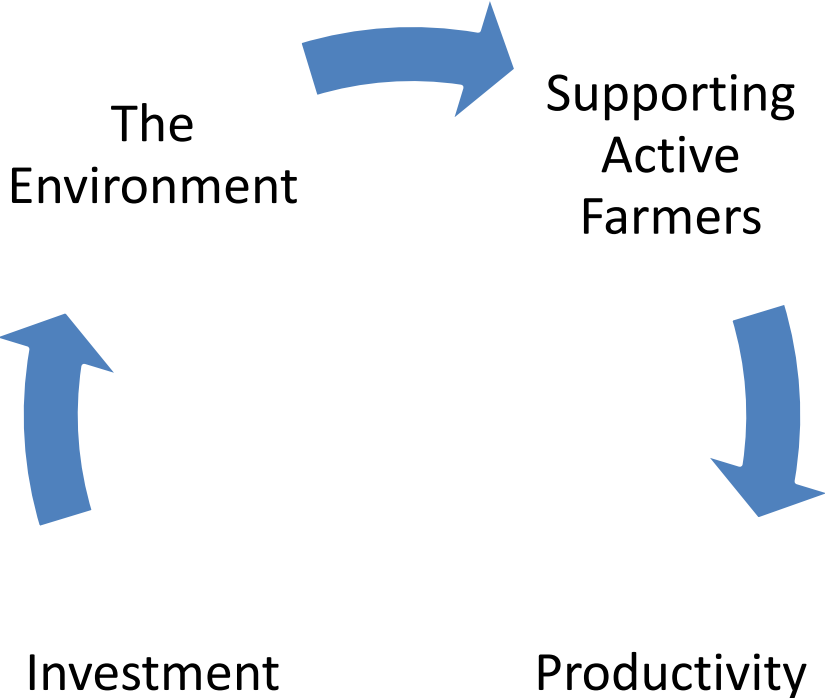 The
Environment
Supporting
Active
Farmers
Investment
Productivity